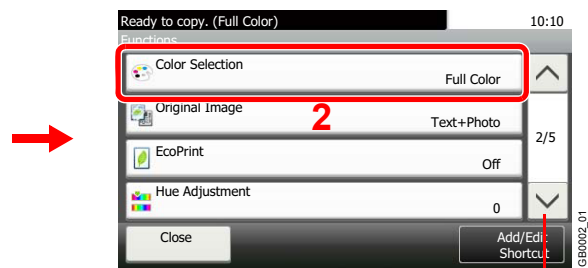 Ready to copy. (Full Color) 10:10
Functions
Color Selection
Full Color
Original Image
2
Text+Photo
2/5
EcoPrint
Off
Hue Adjustment
0
Close
Add/Edit
Shortcut
GB0002_01